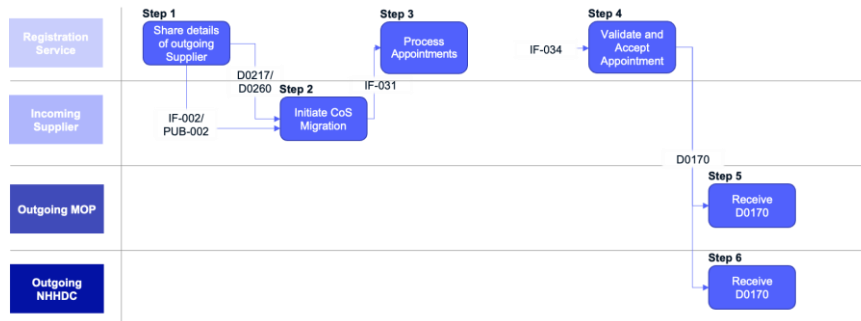 Step 1
Step 3
Step 4
Registration
Service
Share details
of outgoing
Supplier
Process
Appointments
IF-034
Validate and
Accept
Appointment
D0217/
D0260
Step 2
IF-031
Incoming
Supplier
IF-002/
PUB-002
Initiate CoS
Migration
D0170
Step 5
Outgoing MOP
Receive
D0170
Step 6
Outgoing
NHHDC
Receive
D0170